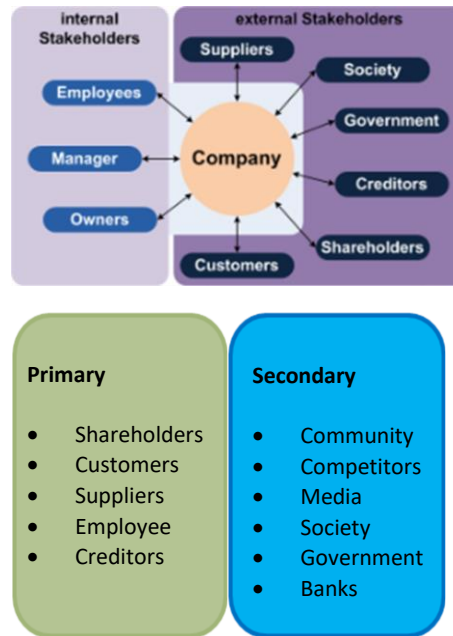 internal
Stakeholders
external Stakeholders
Suppliers
Society
Employees
Government
Manager
Company
Creditors
Owners
Shareholders
Customers
Primary
• Shareholders
• Customers
• Suppliers
• Employee
• Creditors
Secondary
• Community
• Competitors
• Media
• Society
• Government
• Banks